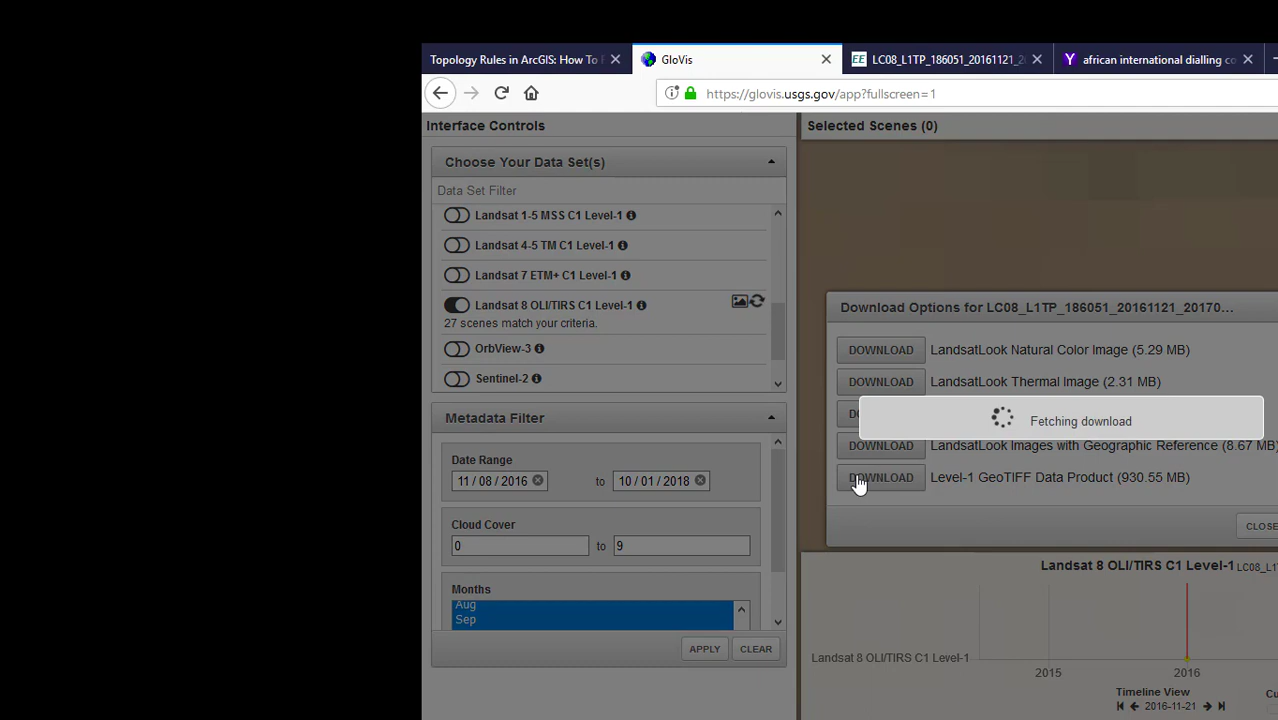 Topology Rules in ArcGIS: How To
GloVis
LC08_L1TP_186051_20161121_2
african international dialling co
https://glovis.usgs.gov/app?fullscreen=1
Interface Controls
Selected Scenes (0)
Choose Your Data Set(s)
Data Set Filter
Landsat 1-5 MSS C1 Level-1
Landsat 4-5 TM C1 Level-1
Landsat 7 ETM+ C1 Level-1
Landsat 8 OLI/TIRS C1 Level-1
27 scenes match your criteria.
OrbView-3
Sentinel-2
Download Options for LC08_L1TP_186051_20161121_20170...
DOWNLOAD LandsatLook Natural Color Image (5.29 MB)
DOWNLOAD LandsatLook Thermal Image (2.31 MB)
Fetching download
DOWNLOAD LandsatLook Images with Geographic Reference (8.67 MB)
DOWNLOAD Level-1 GeoTIFF Data Product (930.55 MB)
CLOSE
Metadata Filter
Date Range
11 / 08 / 2016 to 10 / 01 / 2018
Cloud Cover
0 to 9
Months
Aug
Sep
APPLY CLEAR
Landsat 8 OLI/TIRS C1 Level-1 LC08_L1
Landsat 8 OLI/TIRS C1 Level-1
2015 2016
Timeline View
2016-11-21